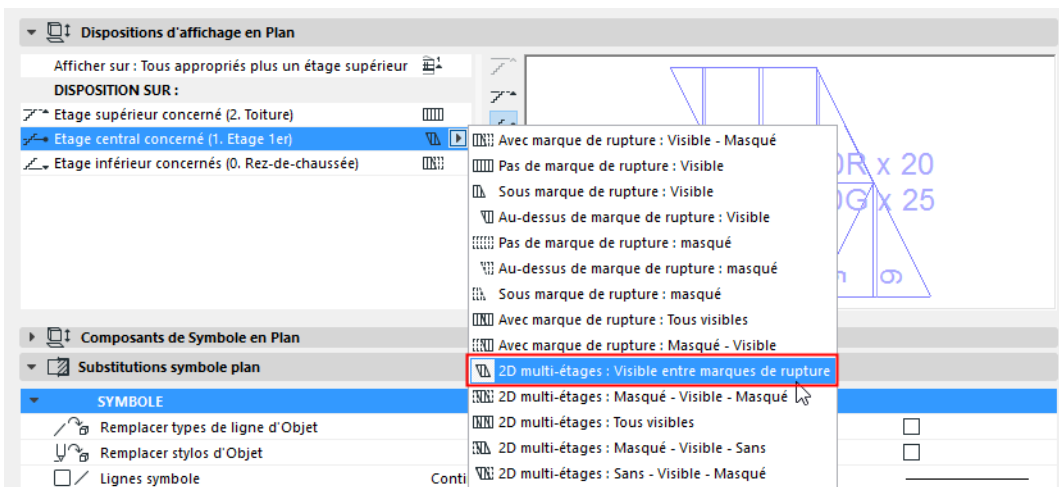 Dispositions d'affichage en Plan
Afficher sur : Tous appropriés plus un étage supérieur
DISPOSITION SUR :
Etage supérieur concerné (2. Toiture)
Etage central concerné (1. Etage 1er)
Etage inférieur concernés (0. Rez-de-chaussée)
Avec marque de rupture : Visible - Masqué
Pas de marque de rupture : Visible
Sous marque de rupture : Visible
Au-dessus de marque de rupture : Visible
Pas de marque de rupture : masqué
Au-dessus de marque de rupture : masqué
Sous marque de rupture : masqué
Avec marque de rupture : Tous visibles
Avec marque de rupture : Masqué - Visible
2D multi-étages : Visible entre marques de rupture
2D multi-étages : Masqué - Visible - Masqué
2D multi-étages : Tous visibles
2D multi-étages : Masqué - Visible - Sans
2D multi-étages : Sans - Visible - Masqué
R x 20
G x 25
9
Composants de Symbole en Plan
Substitutions symbole plan
SYMBOLE
Remplacer types de ligne d'Objet
Remplacer stylos d'Objet
Lignes symbole
Conti